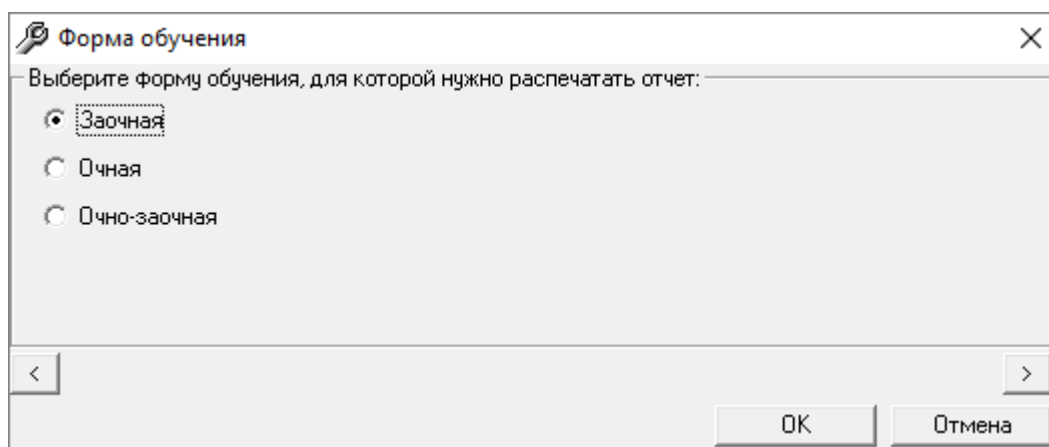 Форма обучения
Выберите форму обучения, для которой нужно распечатать отчет:
Заочная
Очная
Очно-заочная
< >
OK Отмена